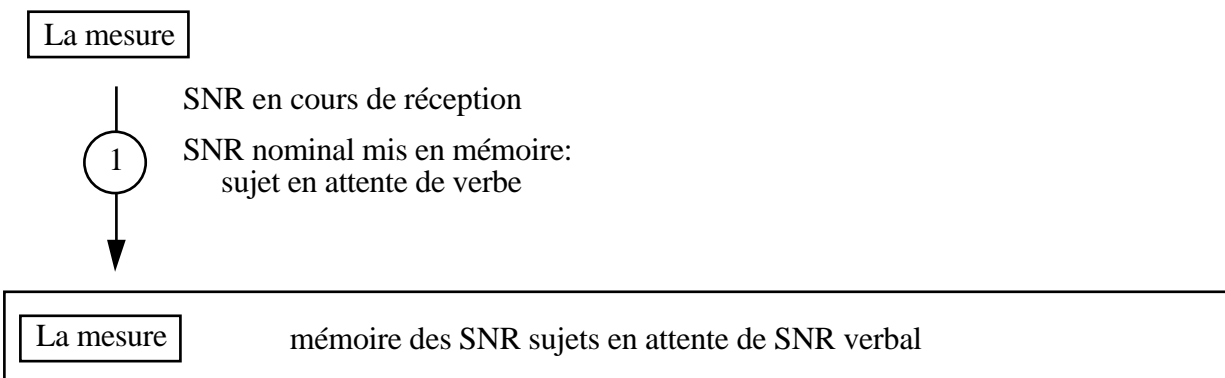 La mesure
SNR en cours de réception
1
SNR nominal mis en mémoire:
sujet en attente de verbe
La mesure
mémoire des SNR sujets en attente de SNR verbal